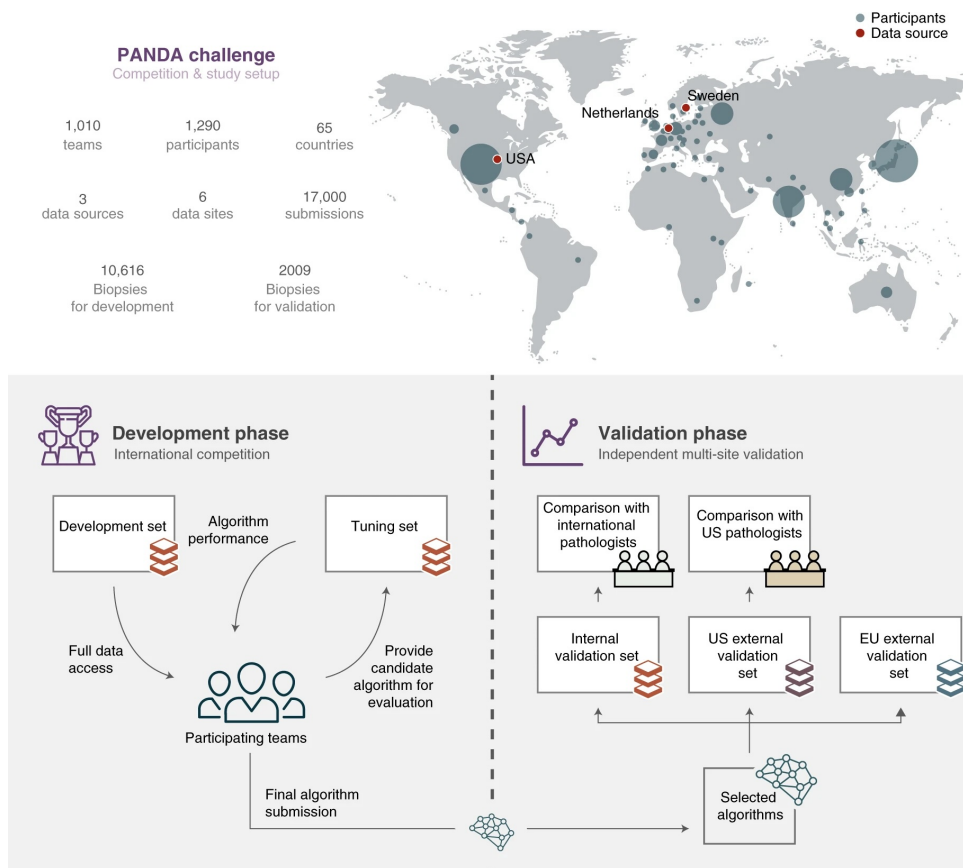 PANDA challenge
Competition & study setup
1,010
teams
1,290
participants
65
countries
3
data sources
6
data sites
17,000
submissions
10,616
Biopsies
for development
2009
Biopsies
for validation
Participants
Data source
Sweden
Netherlands
USA
Development phase
International competition
Development set
Algorithm
performance
Tuning set
Full data
access
Provide
candidate
algorithm for
evaluation
Participating teams
Final algorithm
submission
Validation phase
Independent multi-site validation
Comparison with
international
pathologists
Comparison with
US pathologists
Internal
validation set
US external
validation
set
EU external
validation
set
Selected
algorithms